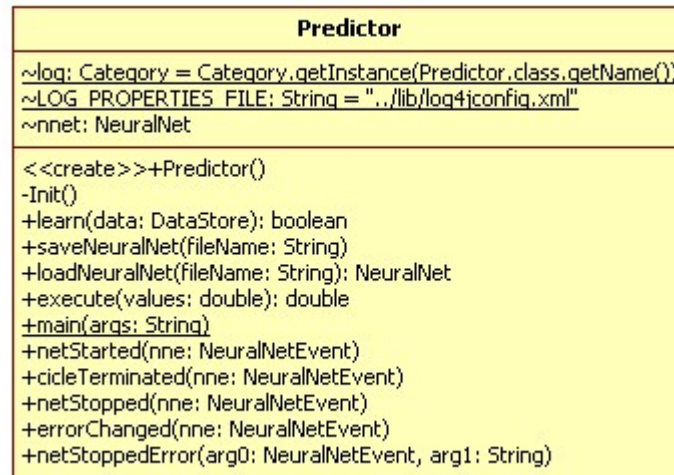 Predictor
~log: Category = Category.getInstance(Predictor.class.getName())
~LOG_PROPERTIES_FILE: String = "../lib/log4jconfig.xml"
~nnet: NeuralNet
<<create>>+Predictor()
-Init()
+learn(data: DataStore): boolean
+saveNeuralNet(fileName: String)
+loadNeuralNet(fileName: String): NeuralNet
+execute(values: double): double
+main(args: String)
+netStarted(nne: NeuralNetEvent)
+cicleTerminated(nne: NeuralNetEvent)
+netStopped(nne: NeuralNetEvent)
+errorChanged(nne: NeuralNetEvent)
+netStoppedError(arg0: NeuralNetEvent, arg1: String)